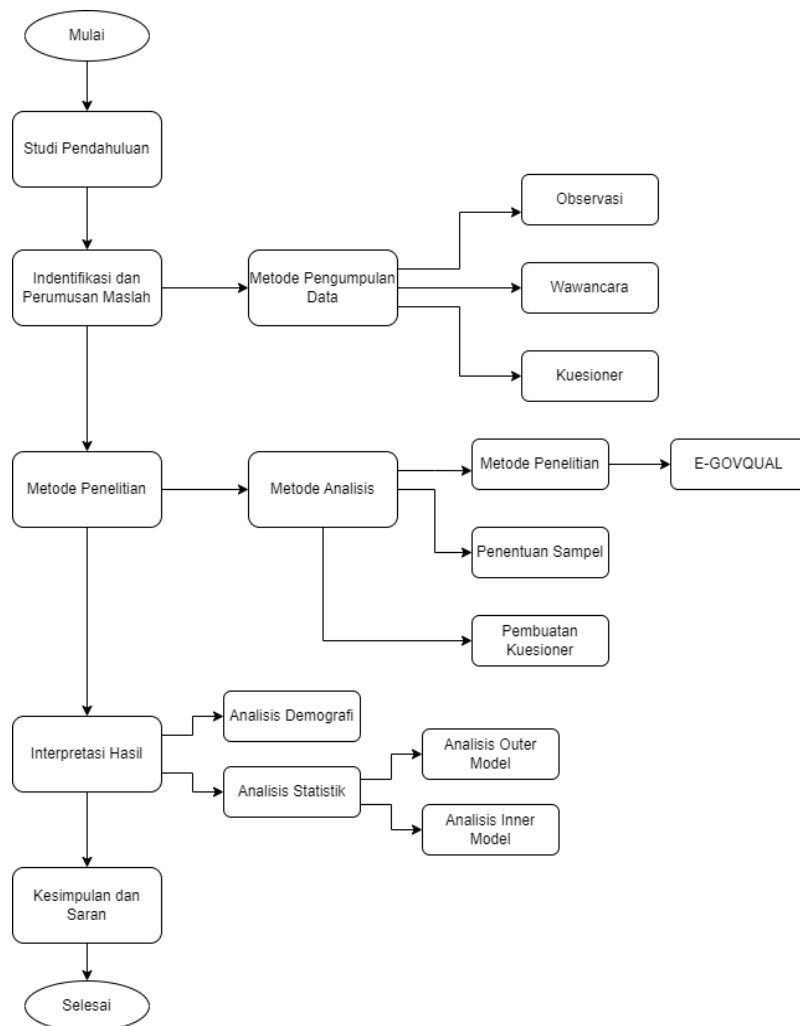 Mulai
Studi Pendahuluan
Indentifikasi dan
Perumusan Maslah
Metode Pengumpulan
Data
Observasi
Wawancara
Kuesioner
Metode Penelitian
Metode Analisis
Metode Penelitian
E-GOVQUAL
Penentuan Sampel
Pembuatan
Kuesioner
Interpretasi Hasil
Analisis Demografi
Analisis Statistik
Analisis Outer
Model
Analisis Inner
Model
Kesimpulan dan
Saran
Selesai